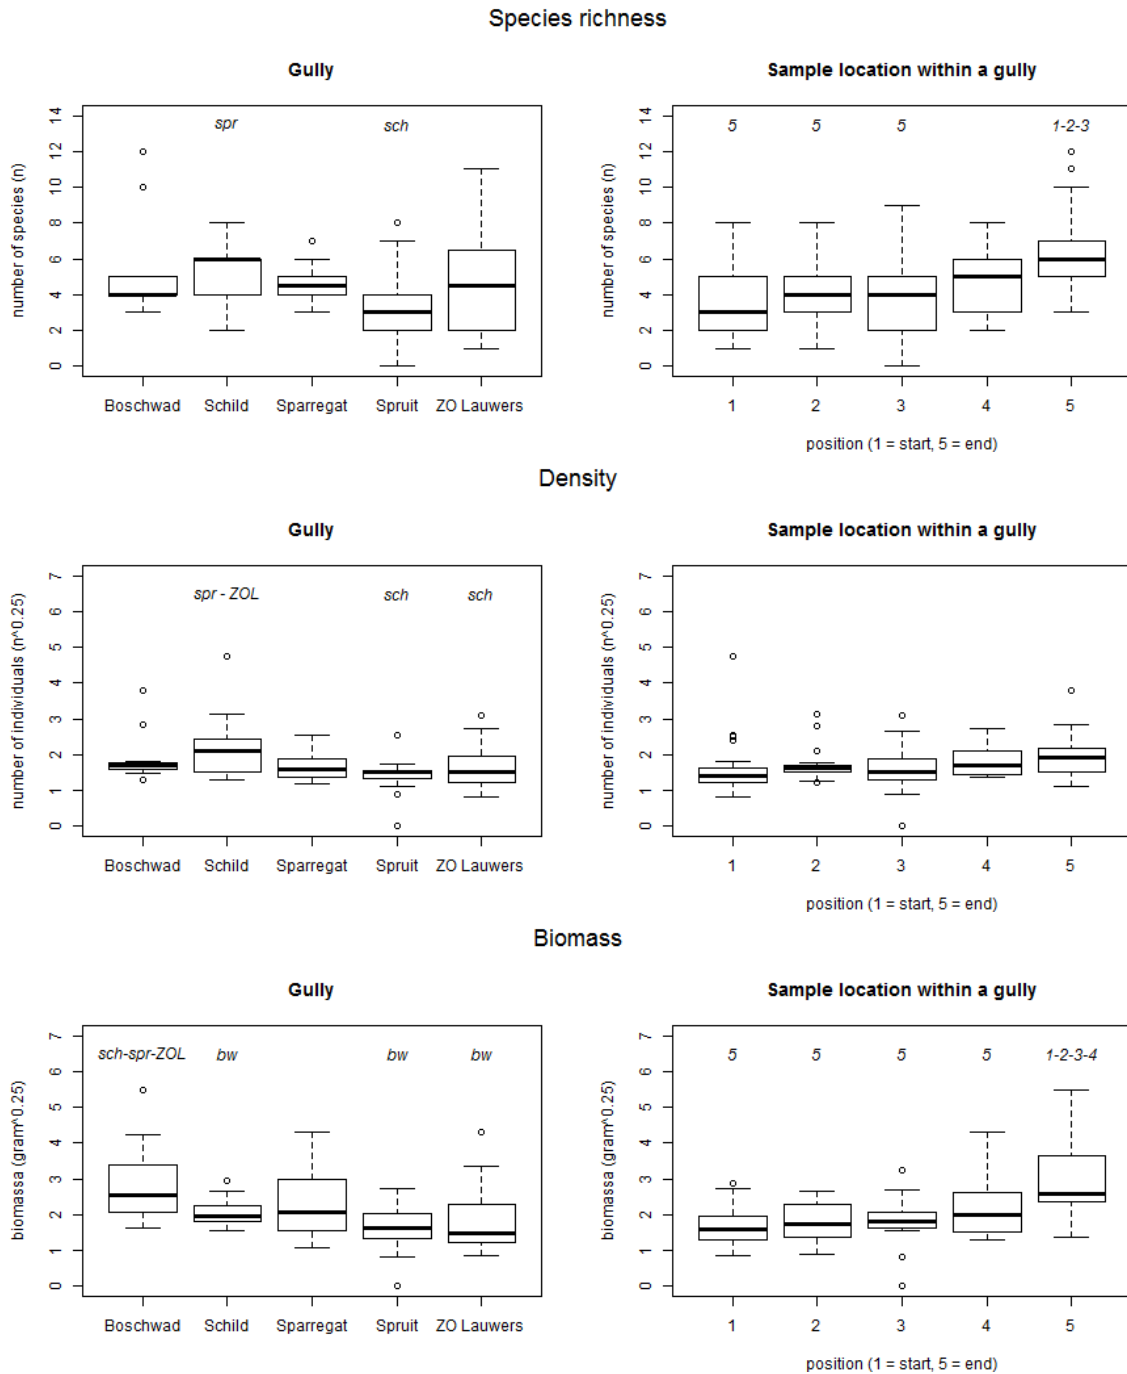 Species richness
Gully
number of species (n)
14
12
10
8
6
4
2
0
spr
sch
Boschwad Schild Sparregat Spruit ZO Lauwers
Sample location within a gully
number of species (n)
14
12
10
8
6
4
2
0
5 5 5 1-2-3
1 2 3 4 5
position (1 = start, 5 = end)
Density
Gully
number of individuals (n^0.25)
7
6
5
4
3
2
1
0
spr - ZOL sch sch
Boschwad Schild Sparregat Spruit ZO Lauwers
Sample location within a gully
number of individuals (n^0.25)
7
6
5
4
3
2
1
0
1 2 3 4 5
position (1 = start, 5 = end)
Biomass
Gully
biomassa (gram^0.25)
7
6
5
4
3
2
1
0
sch-spr-ZOL bw bw bw
Boschwad Schild Sparregat Spruit ZO Lauwers
Sample location within a gully
biomassa (gram^0.25)
7
6
5
4
3
2
1
0
5 5 5 5 1-2-3-4
1 2 3 4 5
position (1 = start, 5 = end)